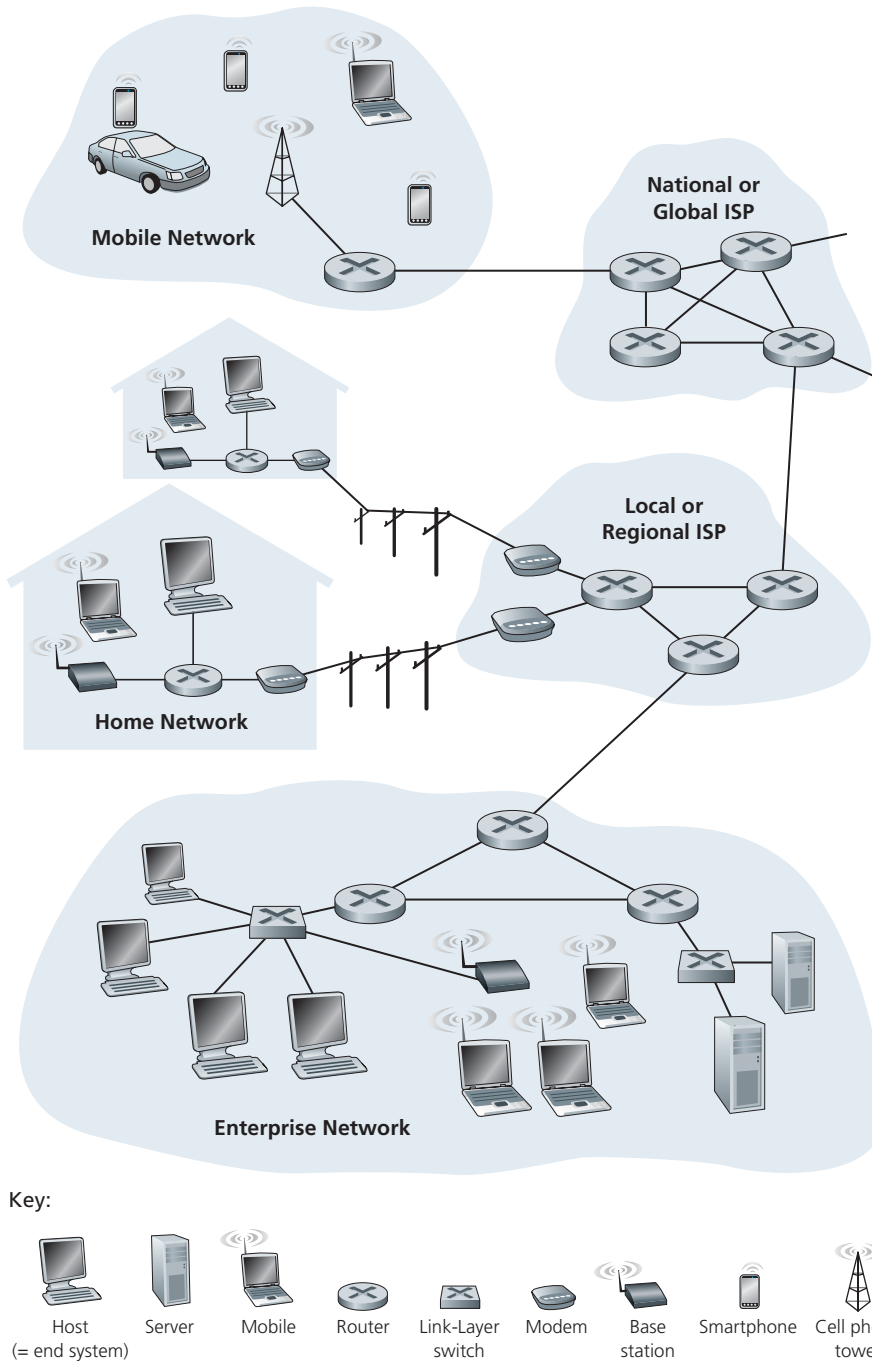 National or
Global ISP
Mobile Network
Local or
Regional ISP
Home Network
Enterprise Network
Key:
Host
(= end system)
Server
Mobile
Router
Link-Layer
switch
Modem
Base
station
Smartphone
Cell